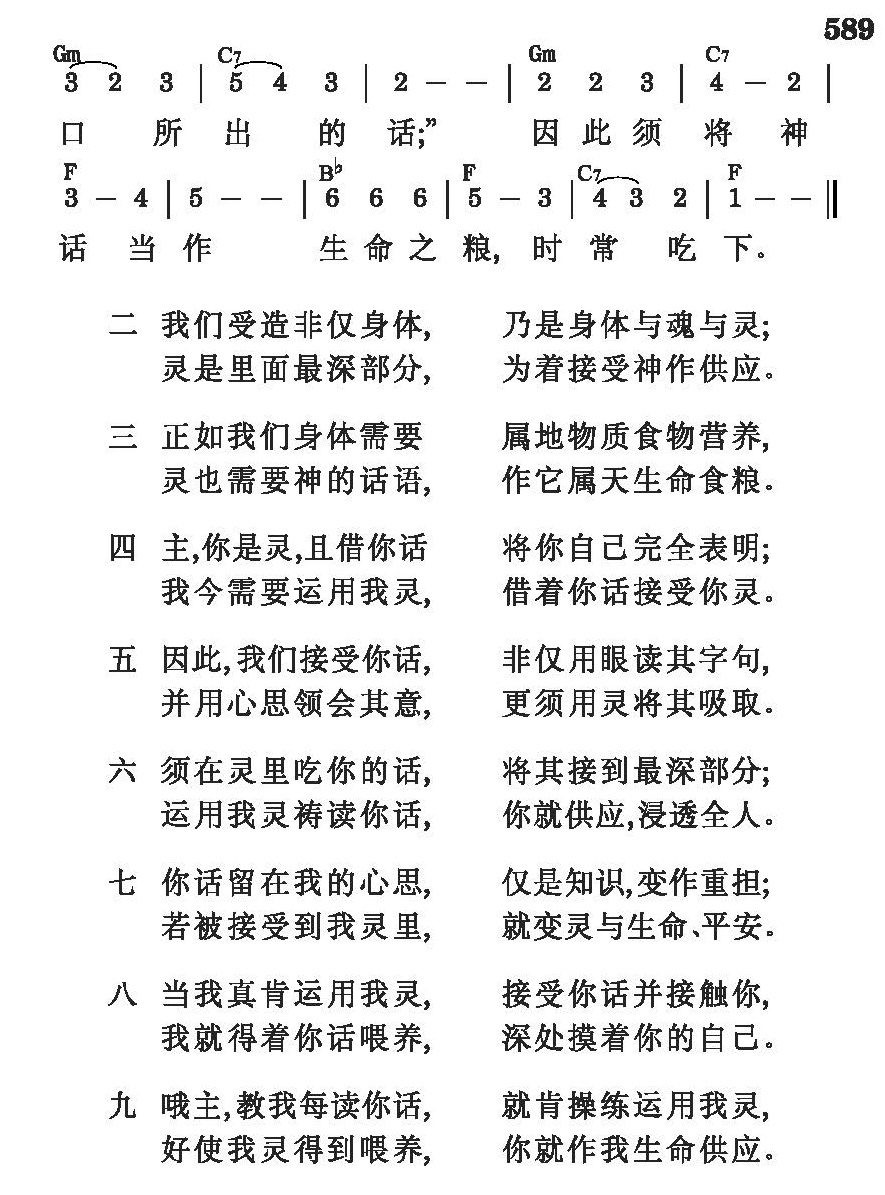 589
Gm C7 Gm C7
3 2 3 | 5 4 3 | 2 – – | 2 2 3 | 4 – 2 |
口 所 出 的 话;” 因 此 须 将 神
F B♭ F C7 F
3 – 4 | 5 – – | 6 6 6 | 5 – 3 | 4 3 2 | 1 – – ‖
话 当 作 生 命 之 粮, 时 常 吃 下。
二 我们受造非仅身体, 乃是身体与魂与灵;
灵是里面最深部分, 为着接受神作供应。
三 正如我们身体需要 属地物质食物营养,
灵也需要神的话语, 作它属天生命食粮。
四 主,你是灵,且借你话 将你自己完全表明;
我今需要运用我灵, 借着你话接受你灵。
五 因此,我们接受你话, 非仅用眼读其字句,
并用心思领会其意, 更须用灵将其吸取。
六 须在灵里吃你的话, 将其接到最深部分;
运用我灵祷读你话, 你就供应,浸透全人。
七 你话留在我的心思, 仅是知识,变作重担;
若被接受到我灵里, 就变灵与生命、平安。
八 当我真肯运用我灵, 接受你话并接触你,
我就得着你话喂养, 深处摸着你的自己。
九 哦主,教我每读你话, 就肯操练运用我灵,
好使我灵得到喂养, 你就作我生命供应。